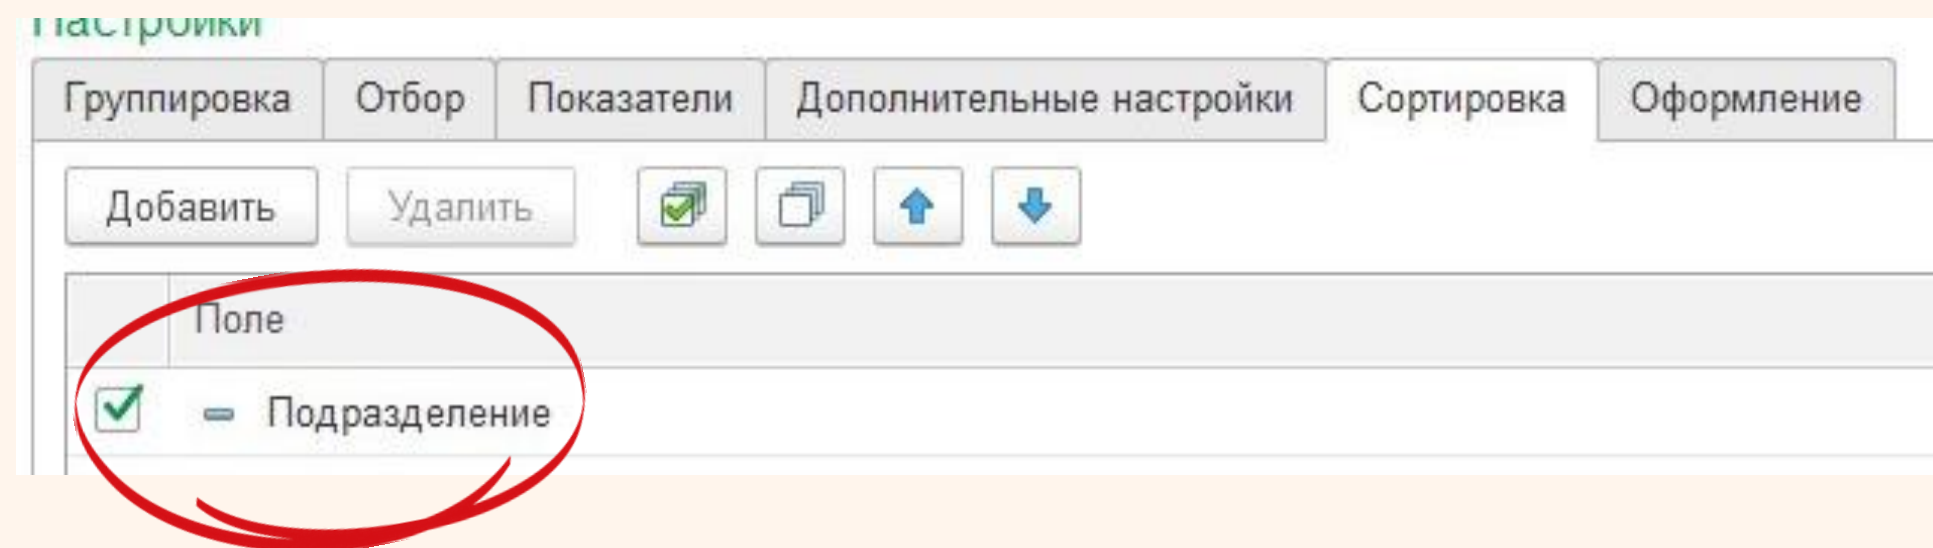 Настройки
Группировка Отбор Показатели Дополнительные настройки Сортировка Оформление
Добавить Удалить
Поле
Подразделение